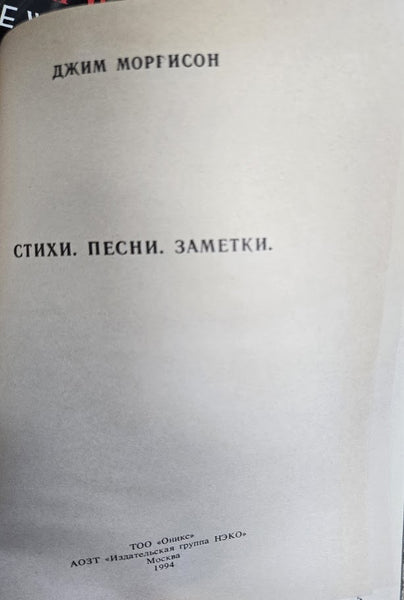 ДЖИМ МОРРИСОН
СТИХИ. ПЕСНИ. ЗАМЕТКИ.
ТОО «Оникс»
АОЗТ «Издательская группа НЭКО»
Москва
1994